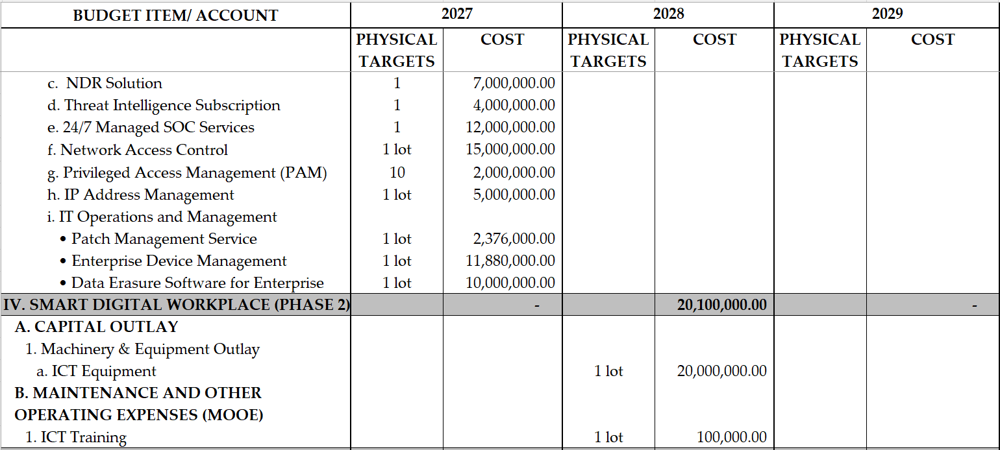 BUDGET ITEM/ ACCOUNT 2027 2028 2029
PHYSICAL TARGETS COST PHYSICAL TARGETS COST PHYSICAL TARGETS COST
c. NDR Solution 1 7,000,000.00
d. Threat Intelligence Subscription 1 4,000,000.00
e. 24/7 Managed SOC Services 1 12,000,000.00
f. Network Access Control 1 lot 15,000,000.00
g. Privileged Access Management (PAM) 10 2,000,000.00
h. IP Address Management 1 lot 5,000,000.00
i. IT Operations and Management
• Patch Management Service 1 lot 2,376,000.00
• Enterprise Device Management 1 lot 11,880,000.00
• Data Erasure Software for Enterprise 1 lot 10,000,000.00
IV. SMART DIGITAL WORKPLACE (PHASE 2) - 20,100,000.00 -
A. CAPITAL OUTLAY
1. Machinery & Equipment Outlay
a. ICT Equipment 1 lot 20,000,000.00
B. MAINTENANCE AND OTHER
OPERATING EXPENSES (MOOE)
1. ICT Training 1 lot 100,000.00